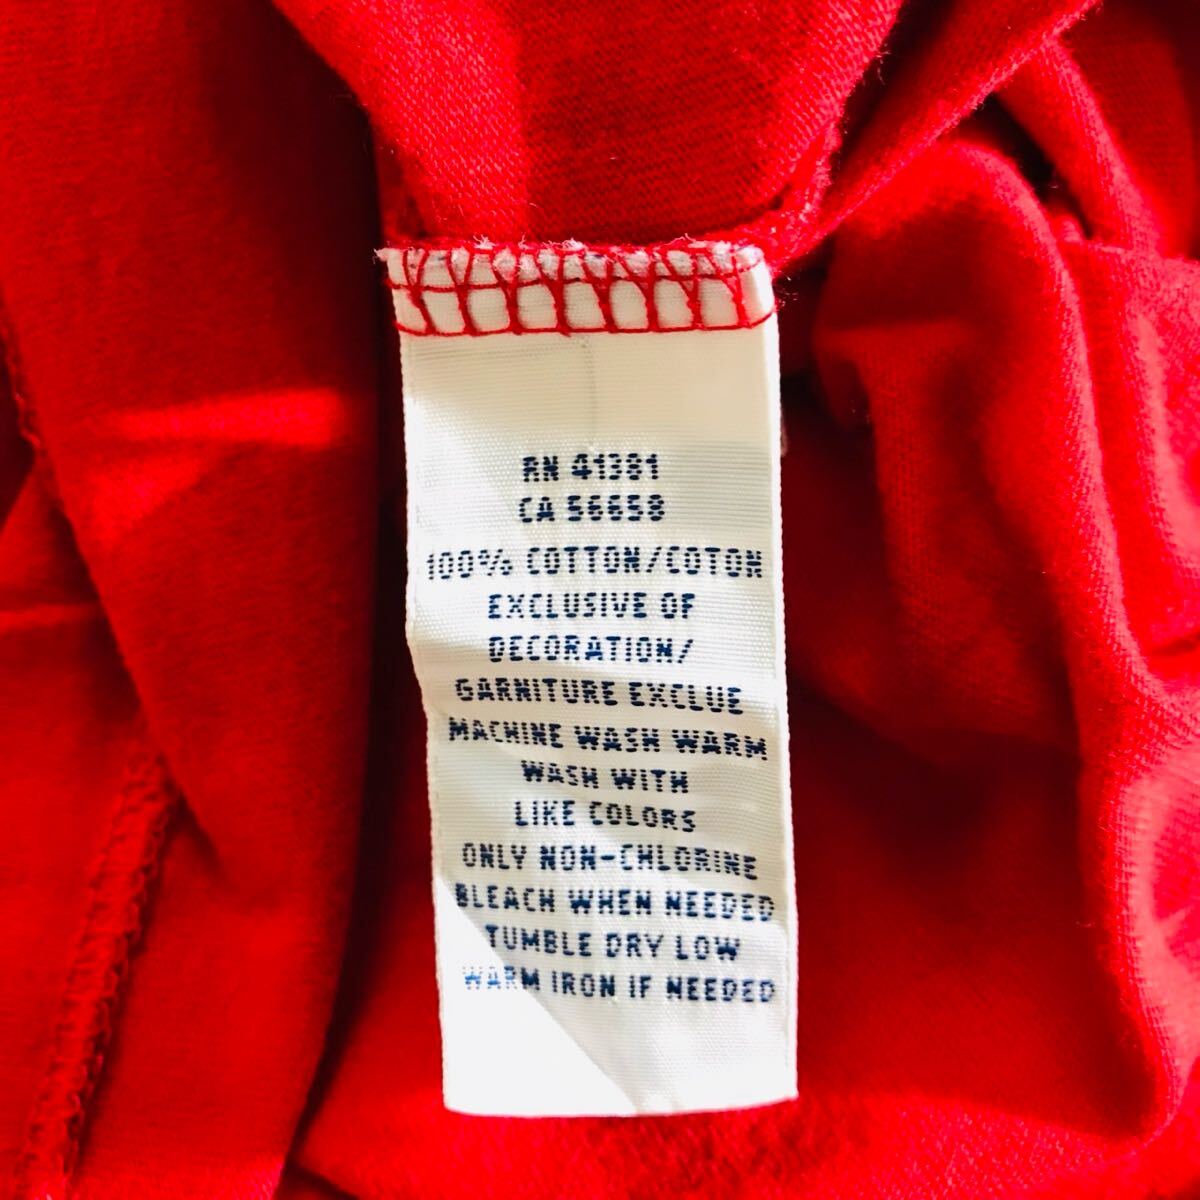 RN 41381
CA 56658
100% COTTON/COTON
EXCLUSIVE OF
DECORATION/
GARNITURE EXCLUE
MACHINE WASH WARM
WASH WITH
LIKE COLORS
ONLY NON-CHLORINE
BLEACH WHEN NEEDED
TUMBLE DRY LOW
WARM IRON IF NEEDED